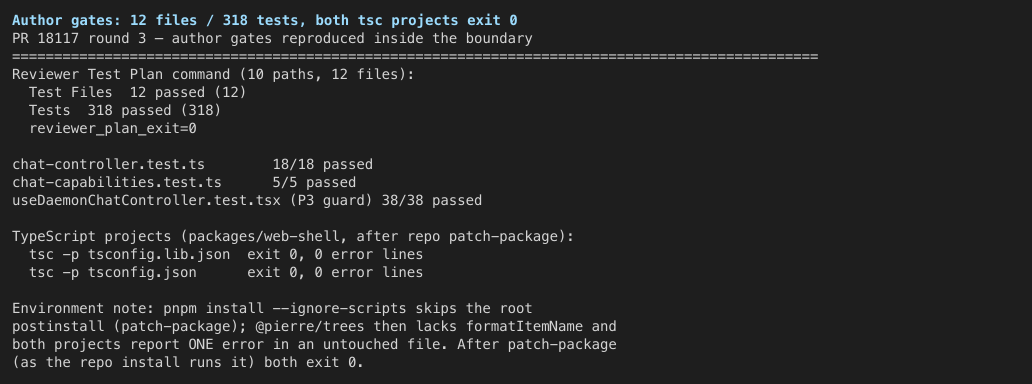 Author gates: 12 files / 318 tests, both tsc projects exit 0
PR 18117 round 3 — author gates reproduced inside the boundary
================================================================================================
Reviewer Test Plan command (10 paths, 12 files):
  Test Files  12 passed (12)
  Tests  318 passed (318)
  reviewer_plan_exit=0

chat-controller.test.ts        18/18 passed
chat-capabilities.test.ts      5/5 passed
useDaemonChatController.test.tsx (P3 guard) 38/38 passed

TypeScript projects (packages/web-shell, after repo patch-package):
  tsc -p tsconfig.lib.json  exit 0, 0 error lines
  tsc -p tsconfig.json      exit 0, 0 error lines

Environment note: pnpm install --ignore-scripts skips the root
postinstall (patch-package); @pierre/trees then lacks formatItemName and
both projects report ONE error in an untouched file. After patch-package
(as the repo install runs it) both exit 0.